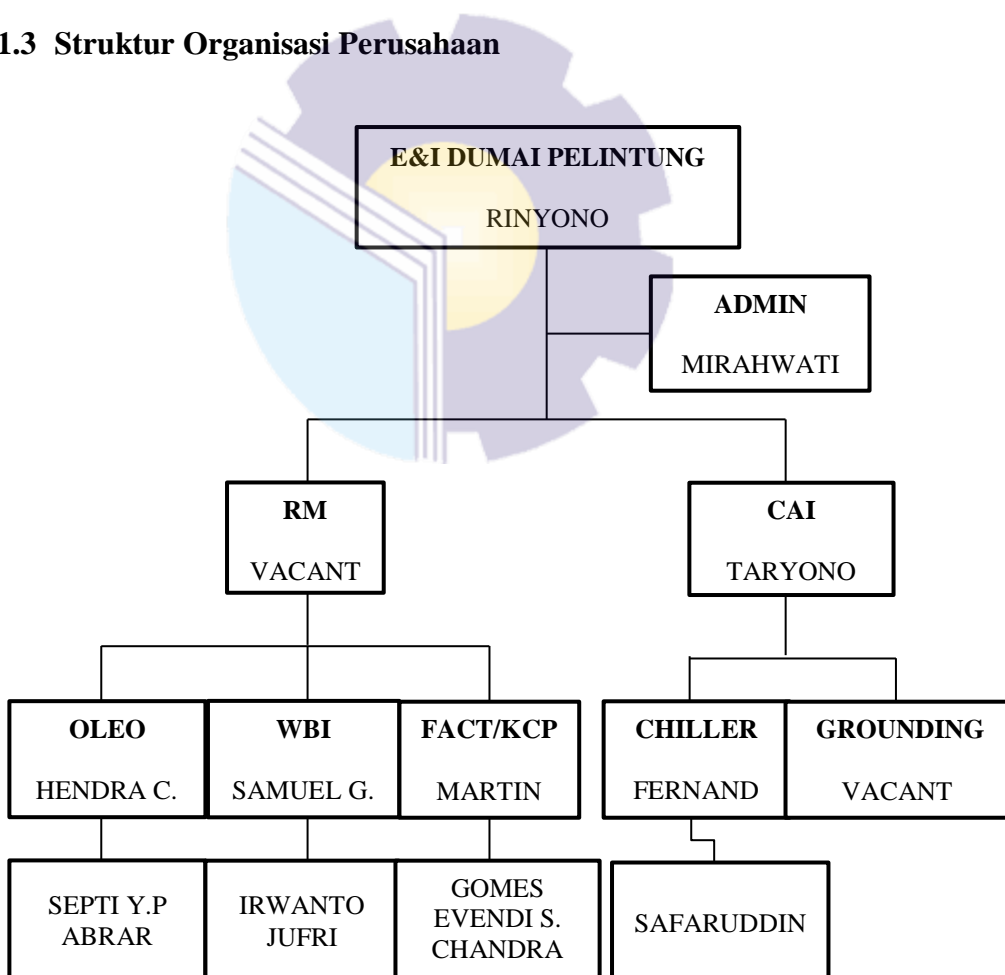 1.3 Struktur Organisasi Perusahaan
E&I DUMAI PELINTUNG
RINYONO
ADMIN
MIRAHWATI
RM
VACANT
CAI
TARYONO
OLEO
HENDRA C.
WBI
SAMUEL G.
FACT/KCP
MARTIN
CHILLER
FERNAND
GROUNDING
VACANT
SEPTI Y.P
ABRAR
IRWANTO
JUFRI
GOMES
EVENDI S.
CHANDRA
SAFARUDDIN